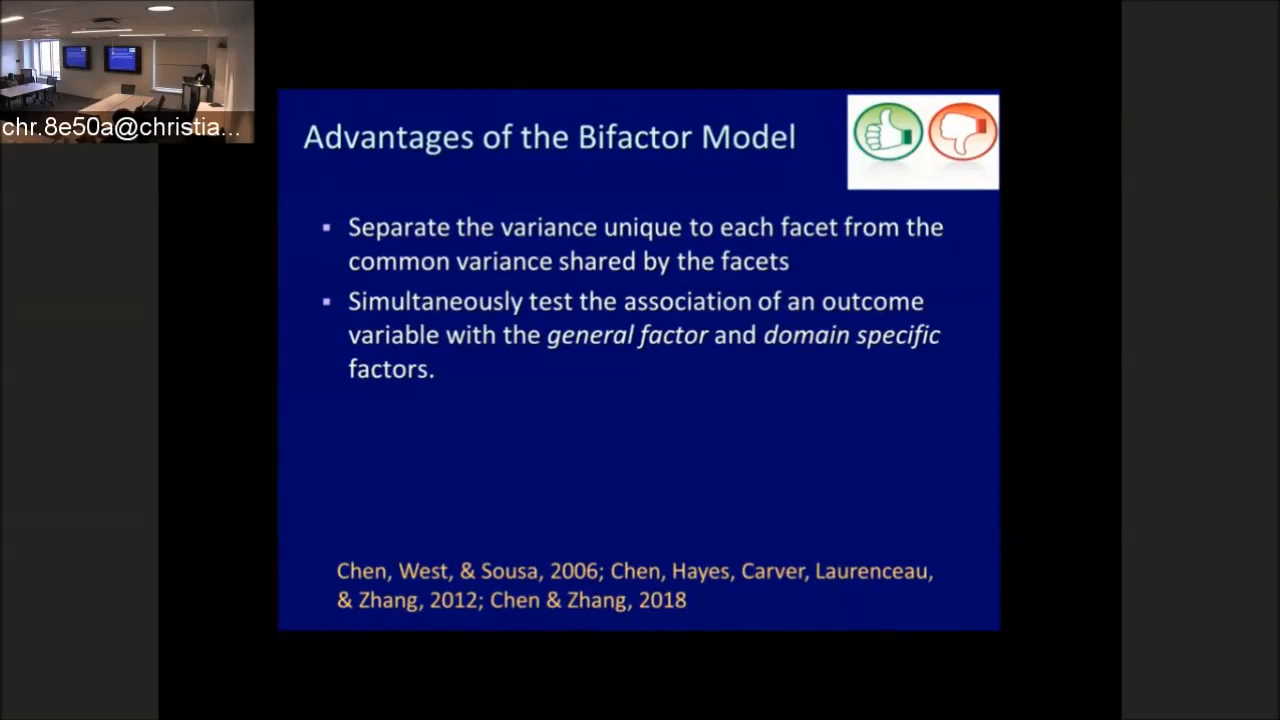 chr.8e50a@christia...
Advantages of the Bifactor Model
▪ Separate the variance unique to each facet from the
common variance shared by the facets
▪ Simultaneously test the association of an outcome
variable with the general factor and domain specific
factors.
Chen, West, & Sousa, 2006; Chen, Hayes, Carver, Laurenceau,
& Zhang, 2012; Chen & Zhang, 2018